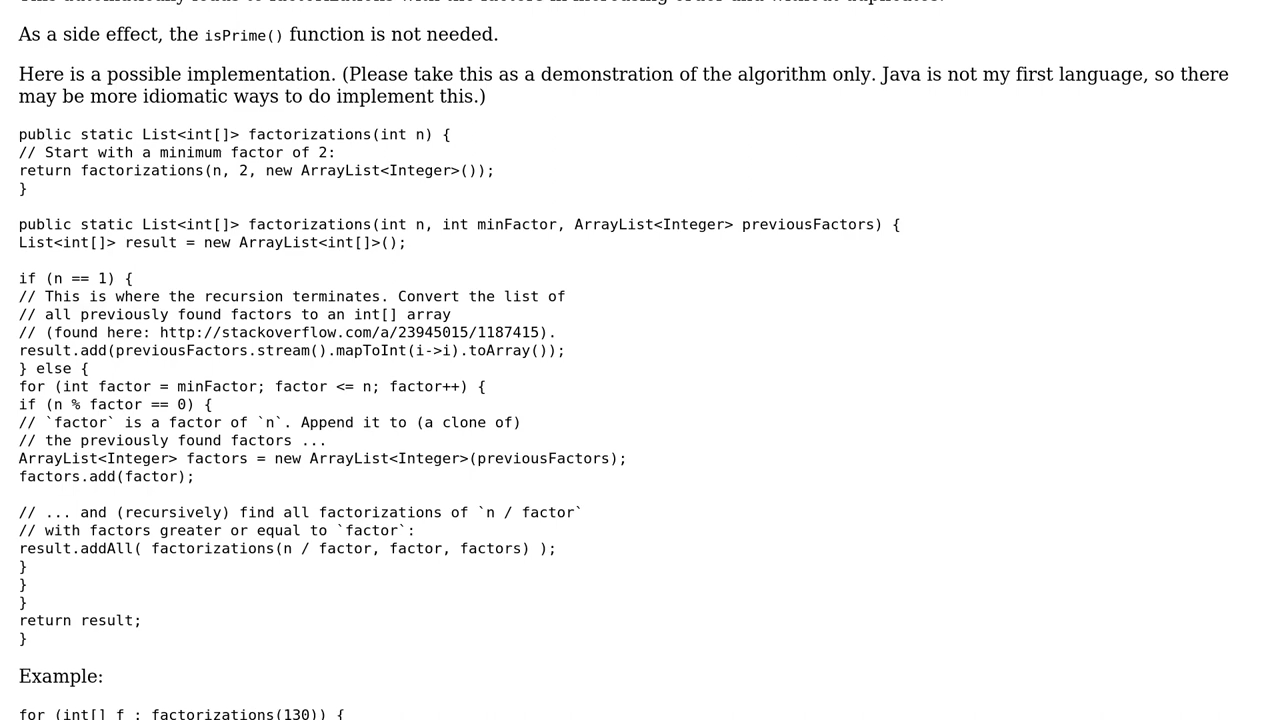 As a side effect, the isPrime() function is not needed.
Here is a possible implementation. (Please take this as a demonstration of the algorithm only. Java is not my first language, so there
may be more idiomatic ways to do implement this.)
public static List<int[]> factorizations(int n) {
// Start with a minimum factor of 2:
return factorizations(n, 2, new ArrayList<Integer>());
}
public static List<int[]> factorizations(int n, int minFactor, ArrayList<Integer> previousFactors) {
List<int[]> result = new ArrayList<int[]>();
if (n == 1) {
// This is where the recursion terminates. Convert the list of
// all previously found factors to an int[] array
// (found here: http://stackoverflow.com/a/23945015/1187415).
result.add(previousFactors.stream().mapToInt(i->i).toArray());
} else {
for (int factor = minFactor; factor <= n; factor++) {
if (n % factor == 0) {
// `factor` is a factor of `n`. Append it to (a clone of)
// the previously found factors ...
ArrayList<Integer> factors = new ArrayList<Integer>(previousFactors);
factors.add(factor);
// ... and (recursively) find all factorizations of `n / factor`
// with factors greater or equal to `factor`:
result.addAll( factorizations(n / factor, factor, factors) );
}
}
}
return result;
}
Example:
for (int[] f : factorizations(130)) {